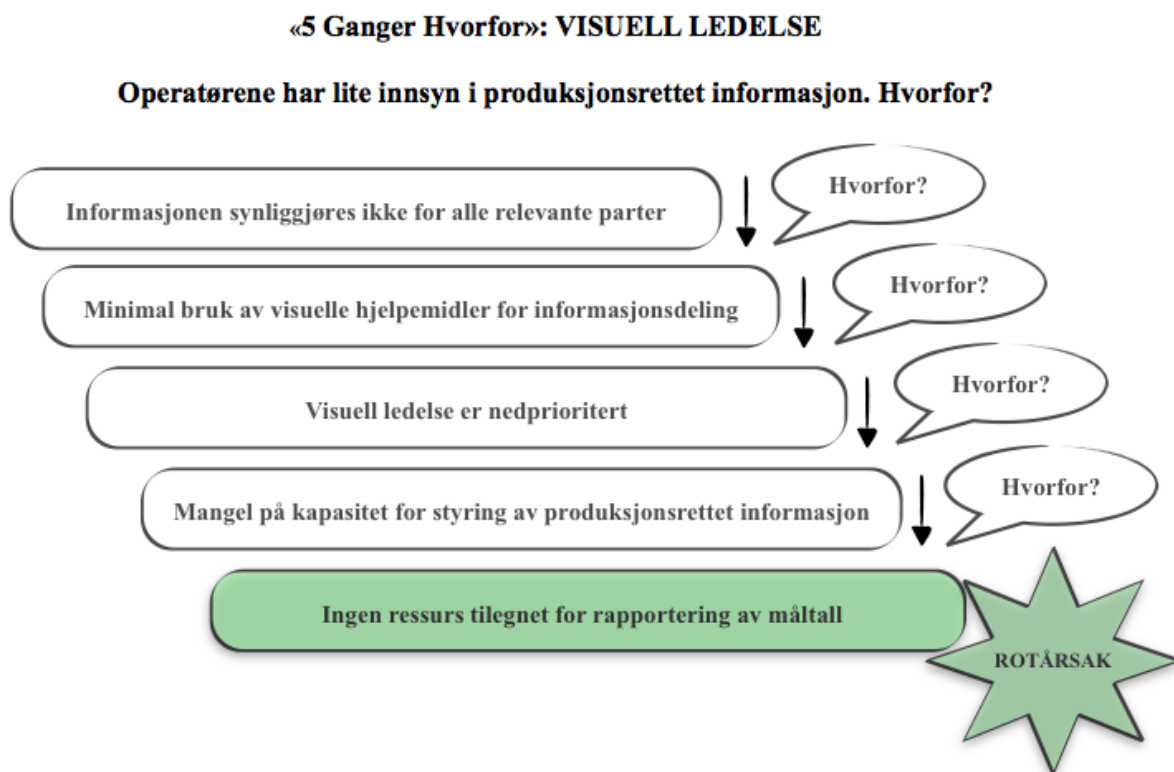 «5 Ganger Hvorfor»: VISUELL LEDELSE
Operatørene har lite innsyn i produksjonsrettet informasjon. Hvorfor?
Informasjonen synliggjøres ikke for alle relevante parter
Hvorfor?
Minimal bruk av visuelle hjelpemidler for informasjonsdeling
Hvorfor?
Visuell ledelse er nedprioritert
Hvorfor?
Mangel på kapasitet for styring av produksjonsrettet informasjon
Hvorfor?
Ingen ressurs tilegnet for rapportering av måltall
ROTÅRSAK